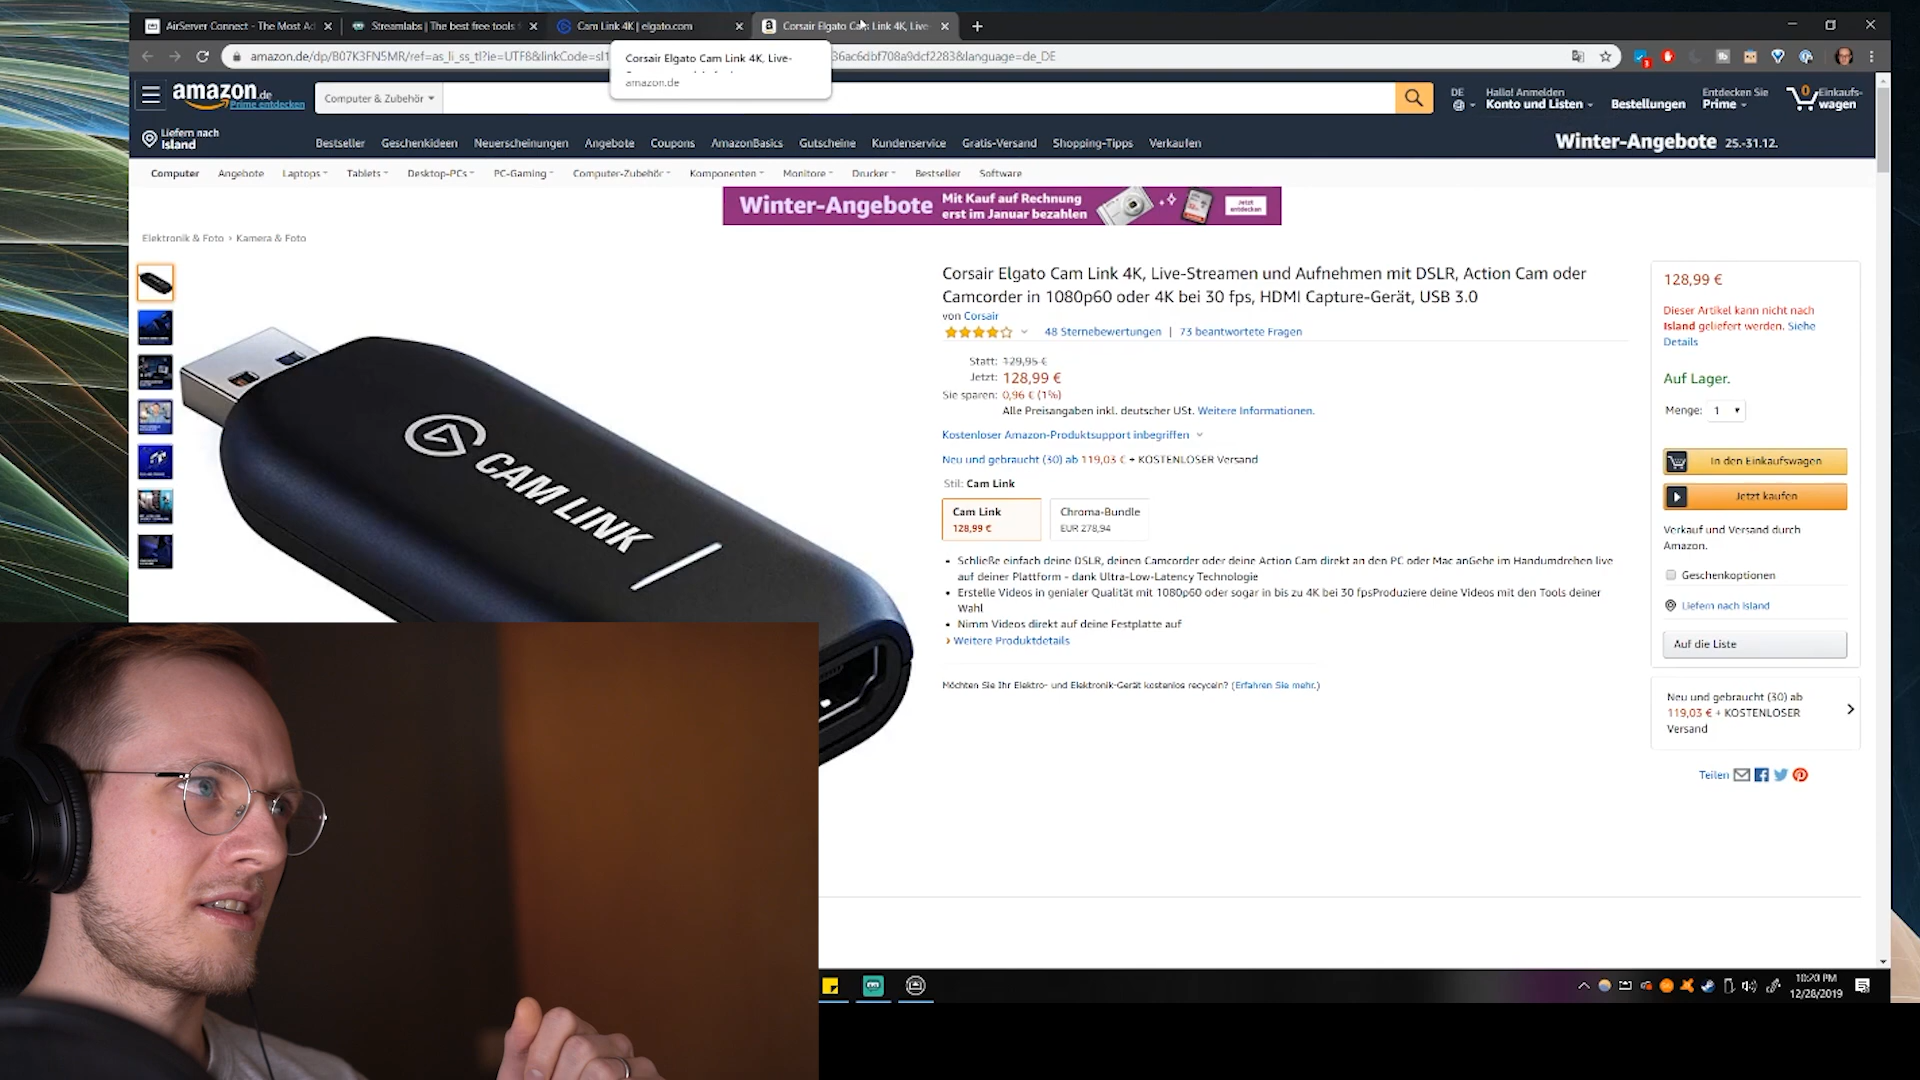 AirServer Connect - The Most Ad
Streamlabs | The best free tools
Cam Link 4K | elgato.com
Corsair Elgato Cam Link 4K, Live-
amazon.de/dp/B07K3FN5MR/ref=as_li_ss_tl?ie=UTF8&linkCode=sl1
36ac6dbf708a9dcf2283&language=de_DE
Corsair Elgato Cam Link 4K, Live-
amazon.de
amazon.de
Prime entdecken
Computer & Zubehör
DE
Hallo! Anmelden
Konto und Listen
Bestellungen
Entdecken Sie
Prime
0
Einkaufs-
wagen
Liefern nach
Island
Bestseller
Geschenkideen
Neuerscheinungen
Angebote
Coupons
AmazonBasics
Gutscheine
Kundenservice
Gratis-Versand
Shopping-Tipps
Verkaufen
Winter-Angebote 25.-31.12.
Computer
Angebote
Laptops
Tablets
Desktop-PCs
PC-Gaming
Computer-Zubehör
Komponenten
Monitore
Drucker
Bestseller
Software
Winter-Angebote
Mit Kauf auf Rechnung
erst im Januar bezahlen
Jetzt
entdecken
Elektronik & Foto › Kamera & Foto
CAM LINK
Corsair Elgato Cam Link 4K, Live-Streamen und Aufnehmen mit DSLR, Action Cam oder
Camcorder in 1080p60 oder 4K bei 30 fps, HDMI Capture-Gerät, USB 3.0
von Corsair
48 Sternebewertungen | 73 beantwortete Fragen
Statt: 129,95 €
Jetzt: 128,99 €
Sie sparen: 0,96 € (1%)
Alle Preisangaben inkl. deutscher USt. Weitere Informationen.
Kostenloser Amazon-Produktsupport inbegriffen
Neu und gebraucht (30) ab 119,03 € + KOSTENLOSER Versand
Stil: Cam Link
Cam Link
128,99 €
Chroma-Bundle
EUR 278,94
• Schließe einfach deine DSLR, deinen Camcorder oder deine Action Cam direkt an den PC oder Mac anGehe im Handumdrehen live
auf deiner Plattform - dank Ultra-Low-Latency Technologie
• Erstelle Videos in genialer Qualität mit 1080p60 oder sogar in bis zu 4K bei 30 fpsProduziere deine Videos mit den Tools deiner
Wahl
• Nimm Videos direkt auf deine Festplatte auf
› Weitere Produktdetails
Möchten Sie Ihr Elektro- und Elektronik-Gerät kostenlos recyceln? (Erfahren Sie mehr.)
128,99 €
Dieser Artikel kann nicht nach
Island geliefert werden. Siehe
Details
Auf Lager.
Menge: 1
In den Einkaufswagen
Jetzt kaufen
Verkauf und Versand durch
Amazon.
Geschenkoptionen
Liefern nach Island
Auf die Liste
Neu und gebraucht (30) ab
119,03 € + KOSTENLOSER
Versand
Teilen
10:20 PM
12/28/2019